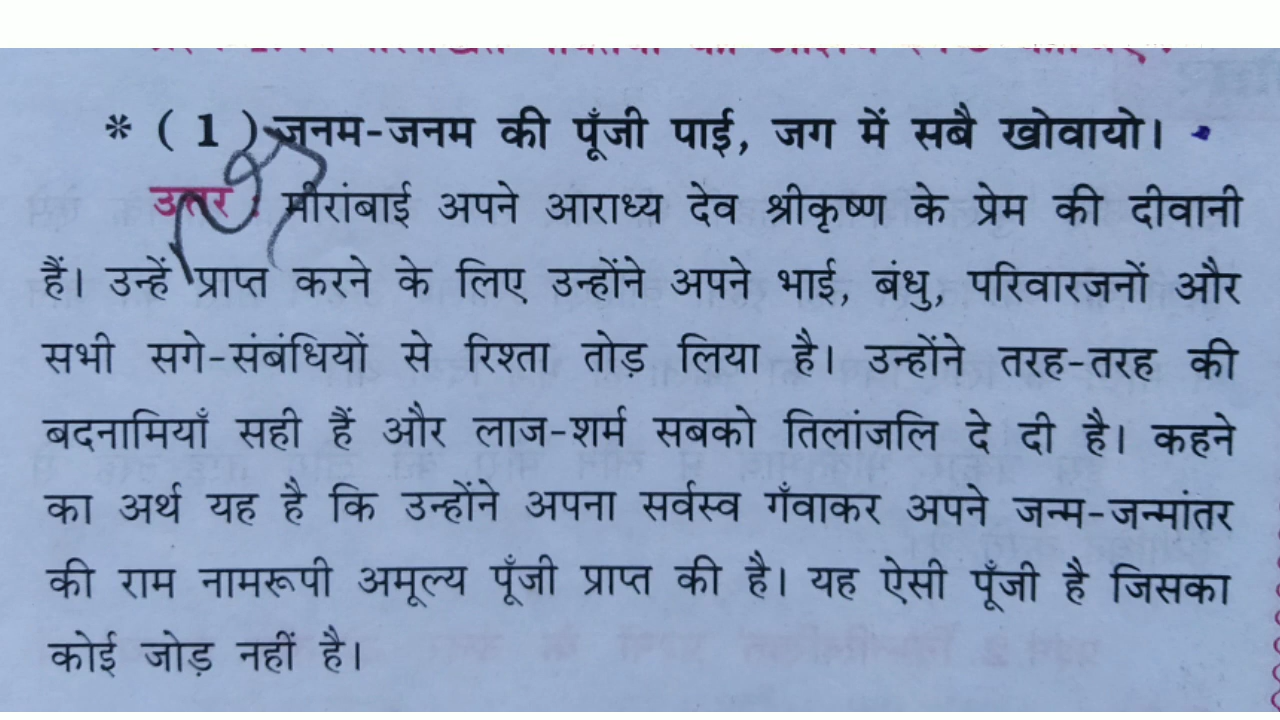 * ( 1 ) जनम-जनम की पूँजी पाई, जग में सबै खोवायो।
उत्तर : मीरांबाई अपने आराध्य देव श्रीकृष्ण के प्रेम की दीवानी
हैं। उन्हें प्राप्त करने के लिए उन्होंने अपने भाई, बंधु, परिवारजनों और
सभी सगे-संबंधियों से रिश्ता तोड़ लिया है। उन्होंने तरह-तरह की
बदनामियाँ सही हैं और लाज-शर्म सबको तिलांजलि दे दी है। कहने
का अर्थ यह है कि उन्होंने अपना सर्वस्व गँवाकर अपने जन्म-जन्मांतर
की राम नामरूपी अमूल्य पूँजी प्राप्त की है। यह ऐसी पूँजी है जिसका
कोई जोड़ नहीं है।